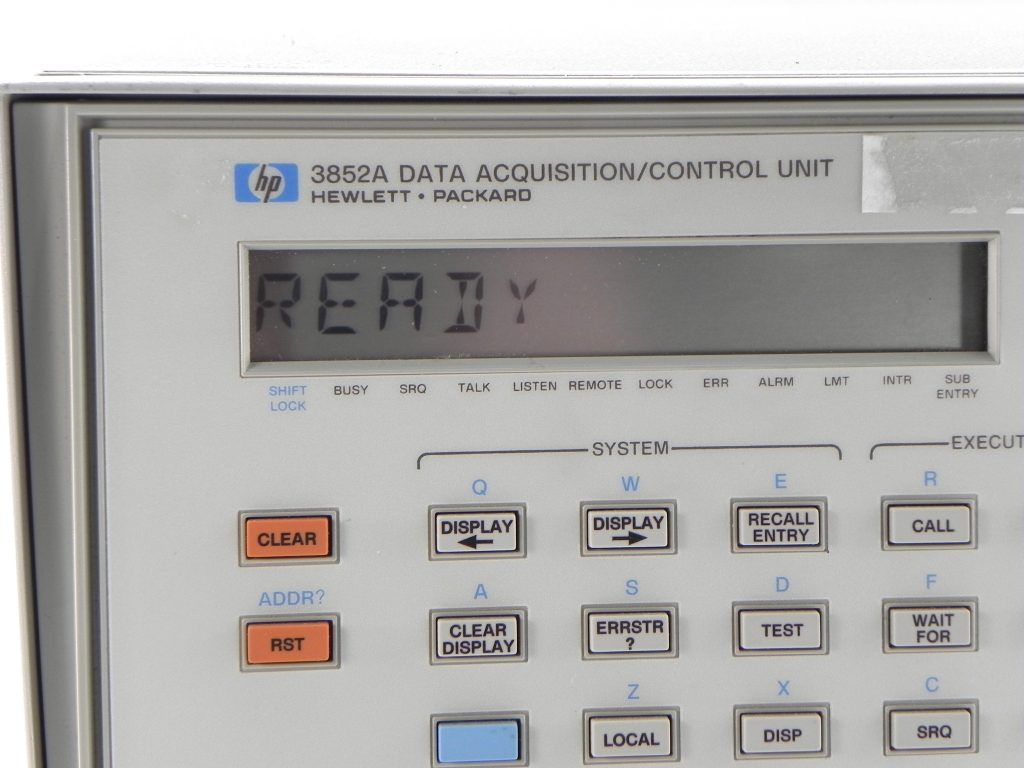 hp 3852A DATA ACQUISITION/CONTROL UNIT
HEWLETT • PACKARD
READY
SHIFT LOCK BUSY SRQ TALK LISTEN REMOTE LOCK ERR ALRM LMT INTR SUB ENTRY
SYSTEM EXECUT
Q W E R
CLEAR DISPLAY ← DISPLAY → RECALL ENTRY CALL
ADDR? A S D F
RST CLEAR DISPLAY ERRSTR ? TEST WAIT FOR
Z X C
LOCAL DISP SRQ